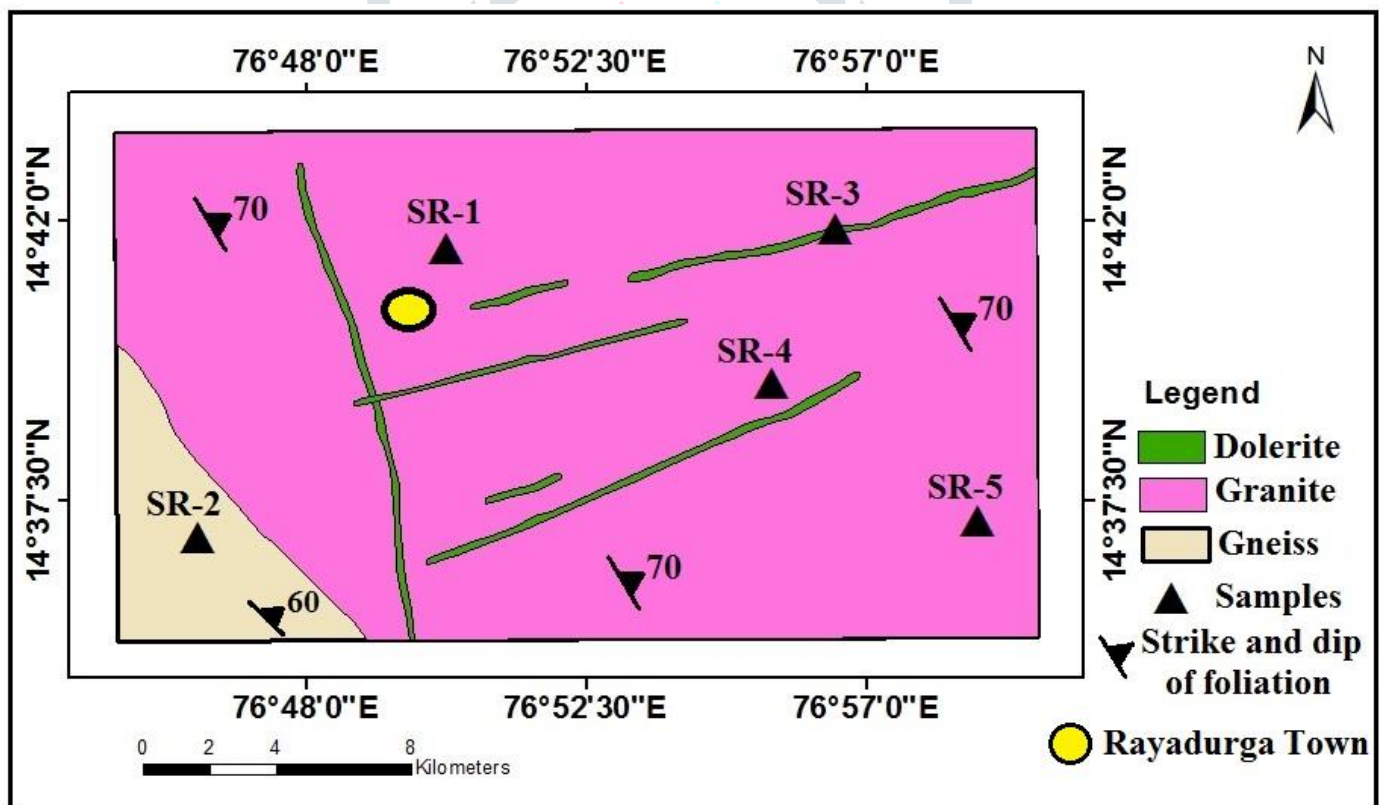 76°48'0"E
76°52'30"E
76°57'0"E
N
14°42'0"N
14°42'0"N
70
SR-1
SR-3
70
SR-4
Legend
Dolerite
14°37'30"N
14°37'30"N
SR-2
SR-5
Granite
Gneiss
70
60
Samples
Strike and dip
of foliation
76°48'0"E
76°52'30"E
76°57'0"E
Rayadurga Town
0 2 4 8
Kilometers